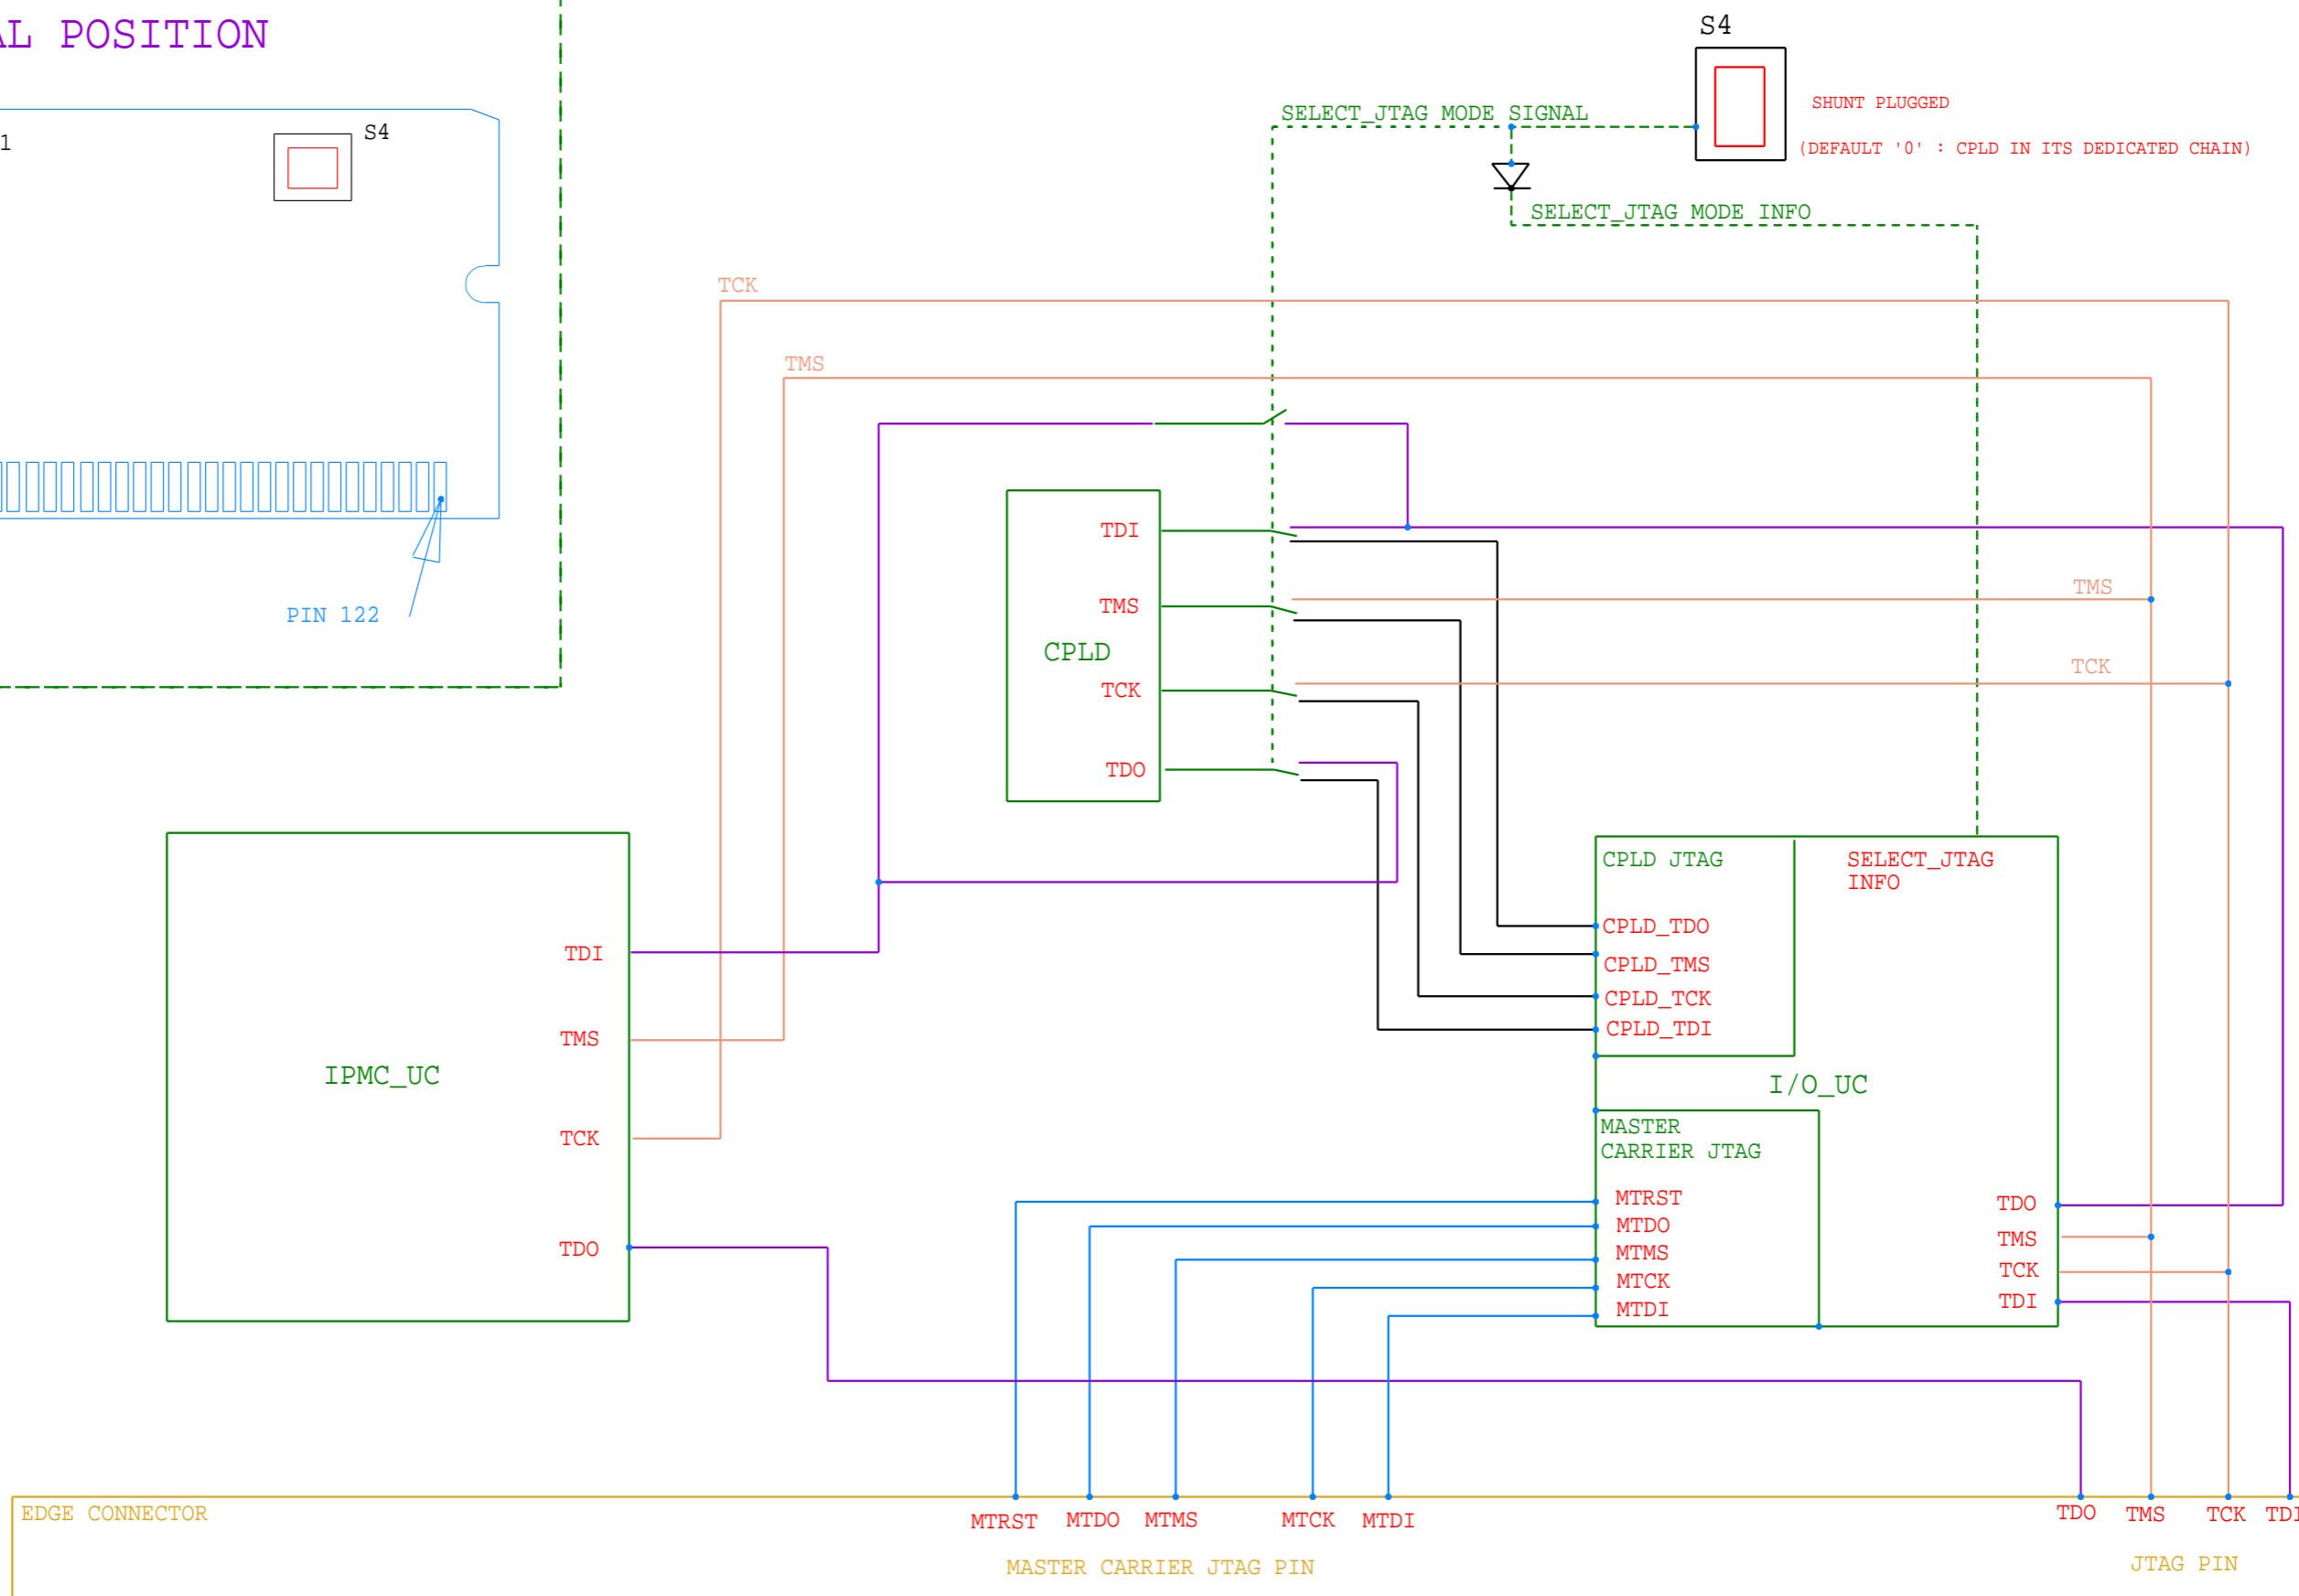 AL POSITION
1
S4
PIN 122
S4
SHUNT PLUGGED
(DEFAULT '0' : CPLD IN ITS DEDICATED CHAIN)
SELECT_JTAG MODE SIGNAL
SELECT_JTAG MODE INFO
TCK
TMS
TDI
TMS
CPLD
TCK
TDO
TMS
TCK
TDI
TMS
IPMC_UC
TCK
TDO
CPLD JTAG
SELECT_JTAG
INFO
CPLD_TDO
CPLD_TMS
CPLD_TCK
CPLD_TDI
I/O_UC
MASTER
CARRIER JTAG
MTRST
MTDO
MTMS
MTCK
MTDI
TDO
TMS
TCK
TDI
EDGE CONNECTOR
MTRST
MTDO
MTMS
MTCK
MTDI
MASTER CARRIER JTAG PIN
TDO
TMS
TCK
TDI
JTAG PIN